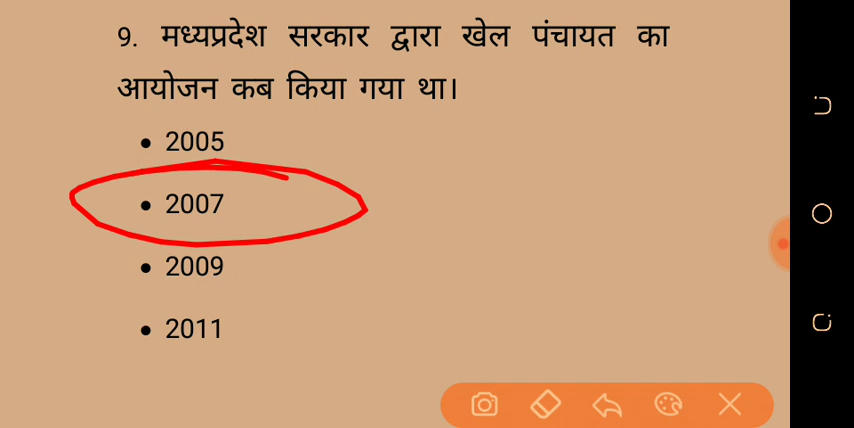 9. मध्यप्रदेश सरकार द्वारा खेल पंचायत का
आयोजन कब किया गया था।
• 2005
• 2007
• 2009
• 2011